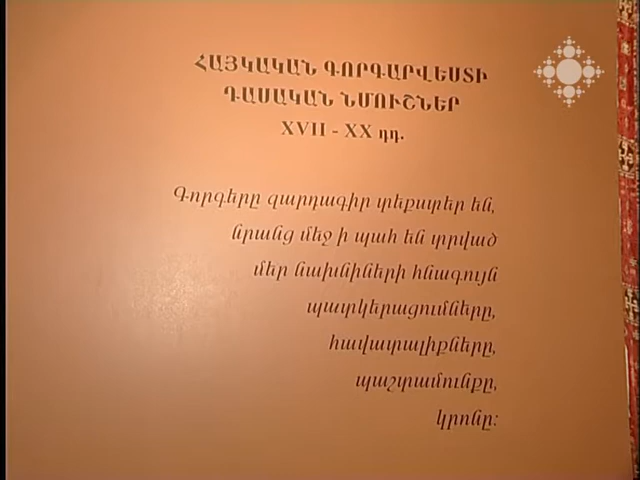 ՀԱՅԿԱԿԱՆ ԳՈՐԳԱՐՎԵՍՏԻ
ԴԱՍԱԿԱՆ ՆՄՈՒՇՆԵՐ
XVII - XX դդ.
Գորգերը զարդագիր տեքստեր են,
նրանց մեջ ի պահ են տրված
մեր նախնիների հնագույն
պատկերացումները,
հավատալիքները,
պաշտամունքը,
կրոնը: